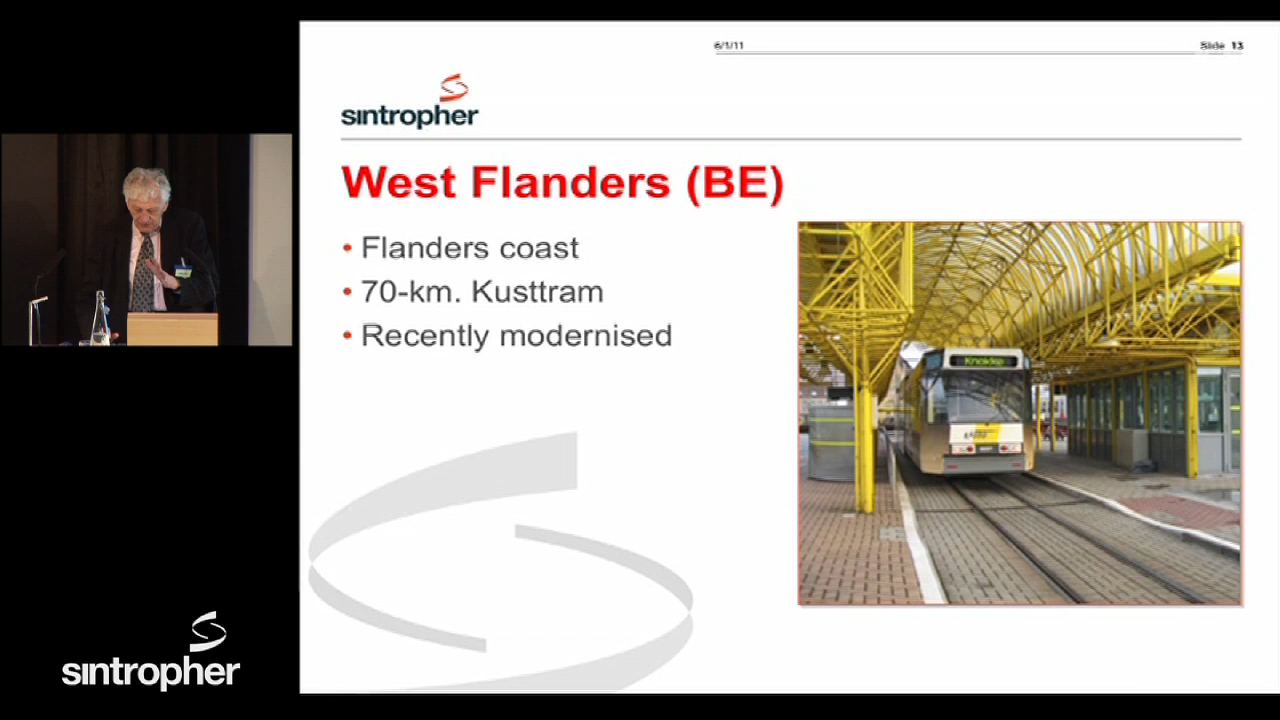 6/1/11
Slide 13
sintropher
West Flanders (BE)
• Flanders coast
• 70-km. Kusttram
• Recently modernised
Knokke
sintropher